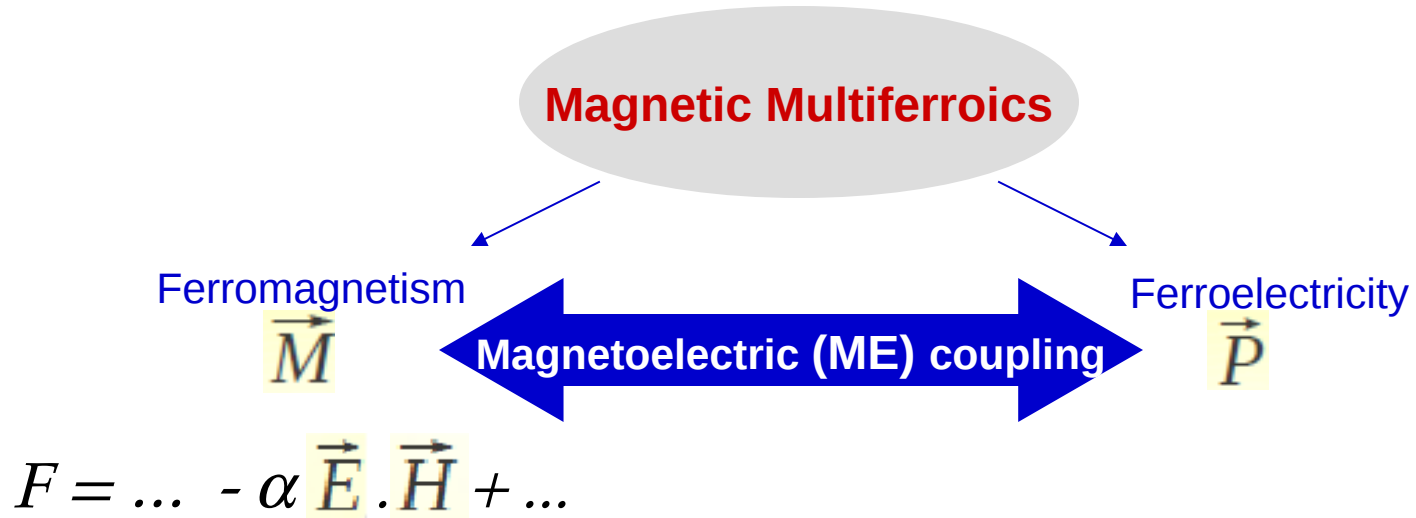 Magnetic Multiferroics
Ferromagnetism
Ferroelectricity
M⃗
Magnetoelectric (ME) coupling
P⃗
F = ... - α E⃗ . H⃗ + ...